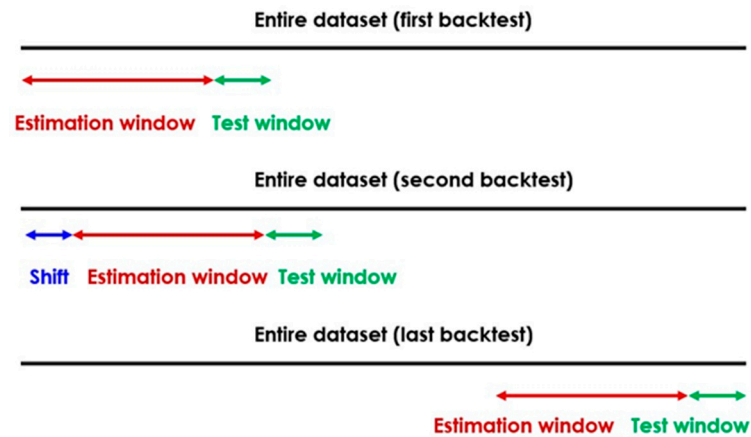 Entire dataset (first backtest)
Estimation window Test window
Entire dataset (second backtest)
Shift Estimation window Test window
Entire dataset (last backtest)
Estimation window Test window